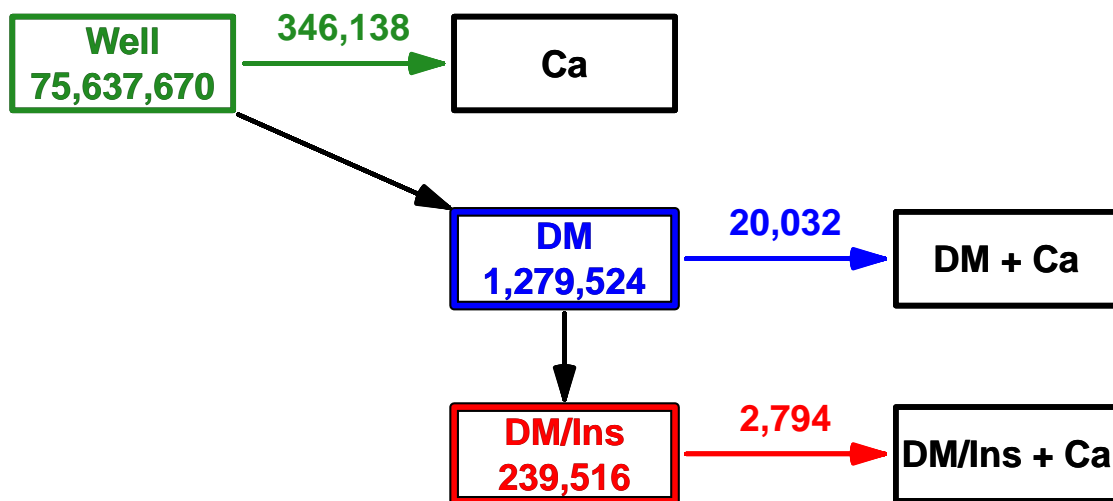 Well
75,637,670
346,138
Ca
DM
1,279,524
20,032
DM + Ca
DM/Ins
239,516
2,794
DM/Ins + Ca